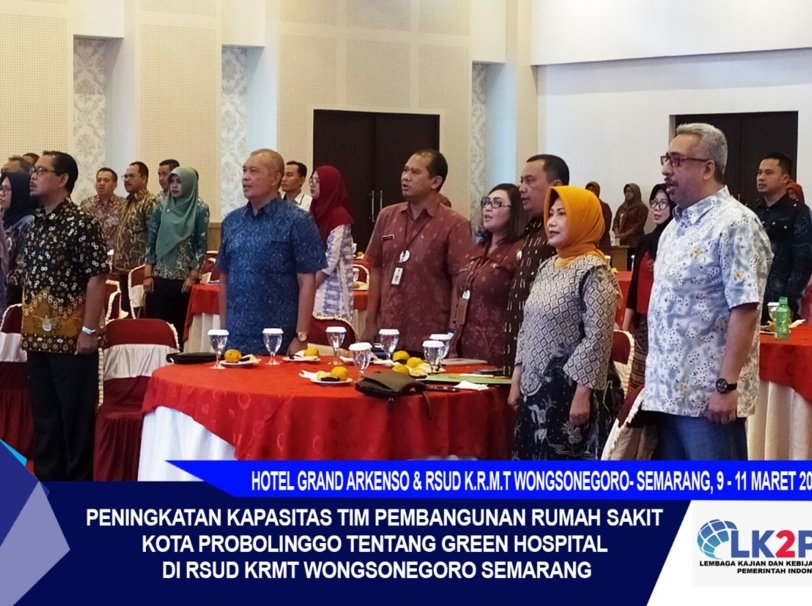 HOTEL GRAND ARKENSO & RSUD K.R.M.T WONGSONEGORO- SEMARANG, 9 - 11 MARET 20
PENINGKATAN KAPASITAS TIM PEMBANGUNAN RUMAH SAKIT
KOTA PROBOLINGGO TENTANG GREEN HOSPITAL
DI RSUD KRMT WONGSONEGORO SEMARANG
LK2P
LEMBAGA KAJIAN DAN KEBIJA
PEMERINTAH INDON